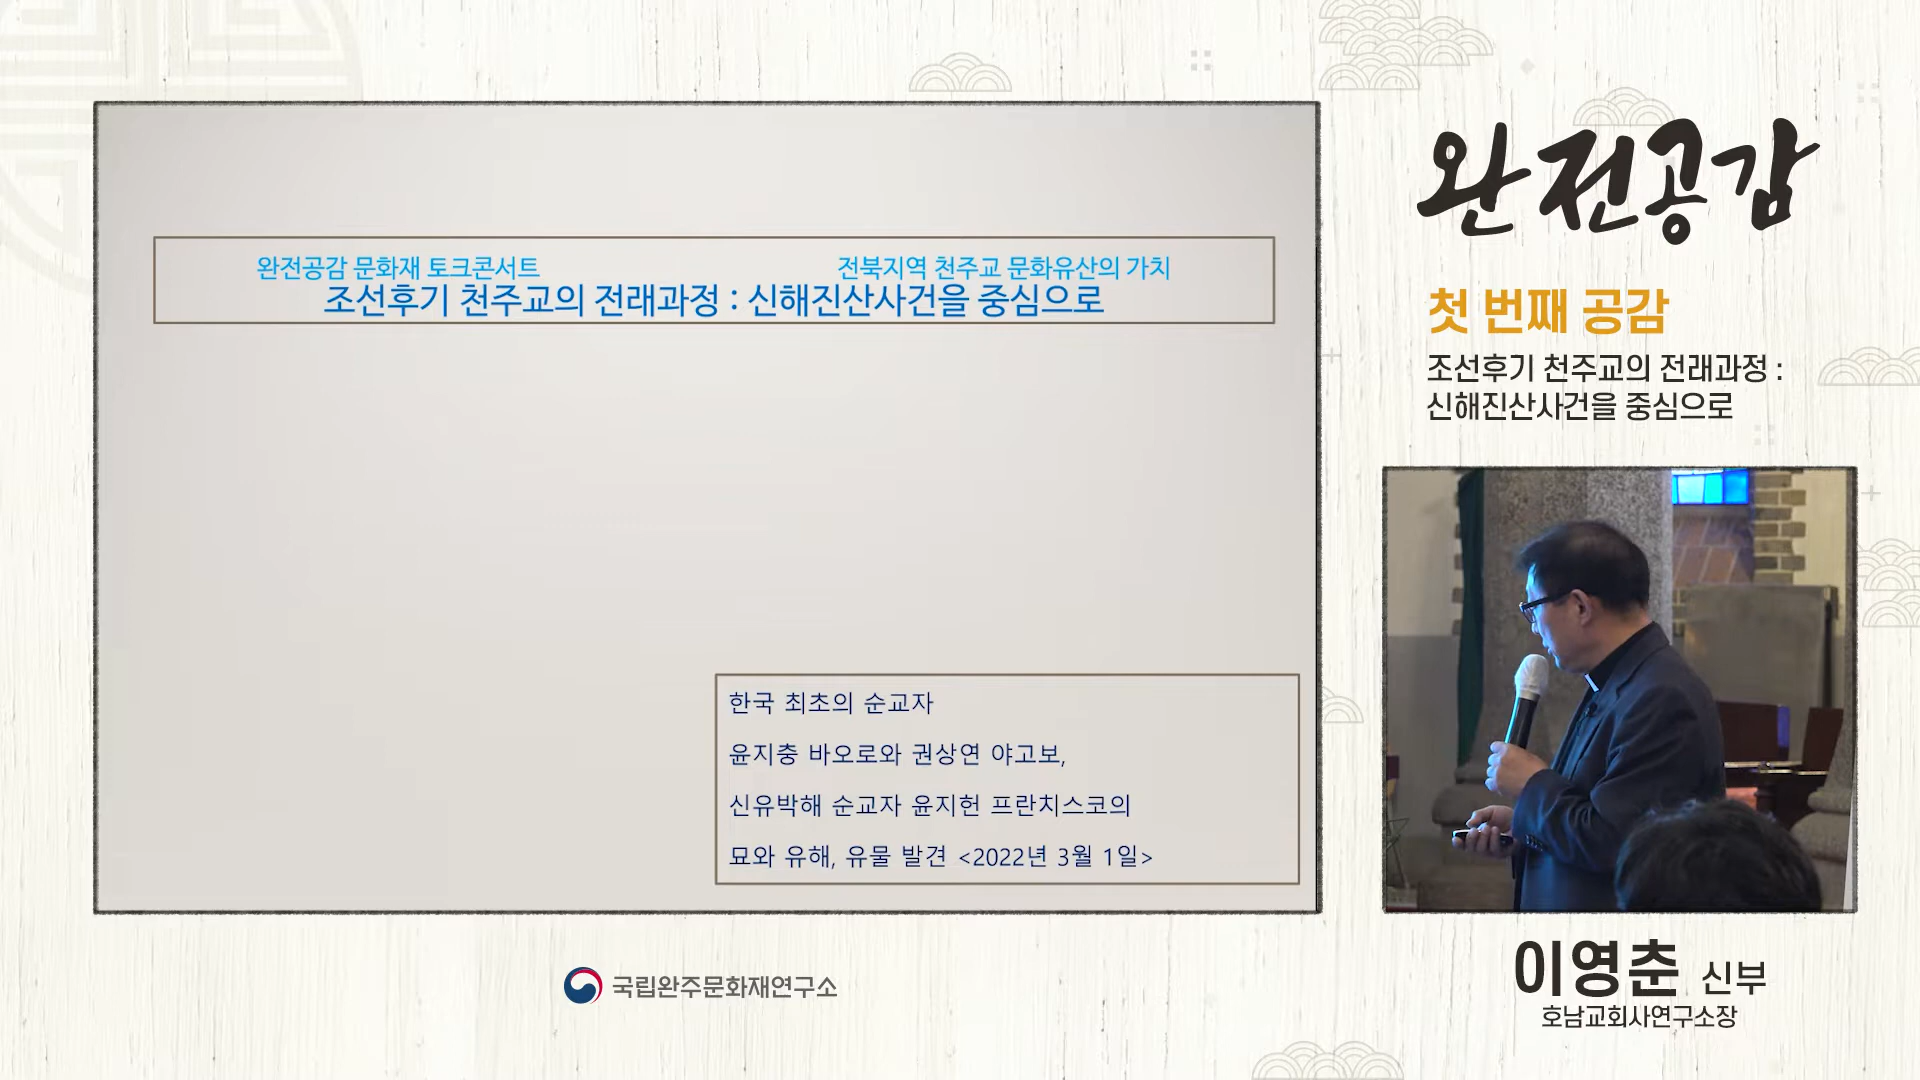 완전공감 문화재 토크콘서트 전북지역 천주교 문화유산의 가치
조선후기 천주교의 전래과정 : 신해진산사건을 중심으로
한국 최초의 순교자
윤지충 바오로와 권상연 야고보,
신유박해 순교자 윤지헌 프란치스코의
묘와 유해, 유물 발견 <2022년 3월 1일>
완전공감
첫 번째 공감
조선후기 천주교의 전래과정 :
신해진산사건을 중심으로
이영춘 신부
호남교회사연구소장
국립완주문화재연구소